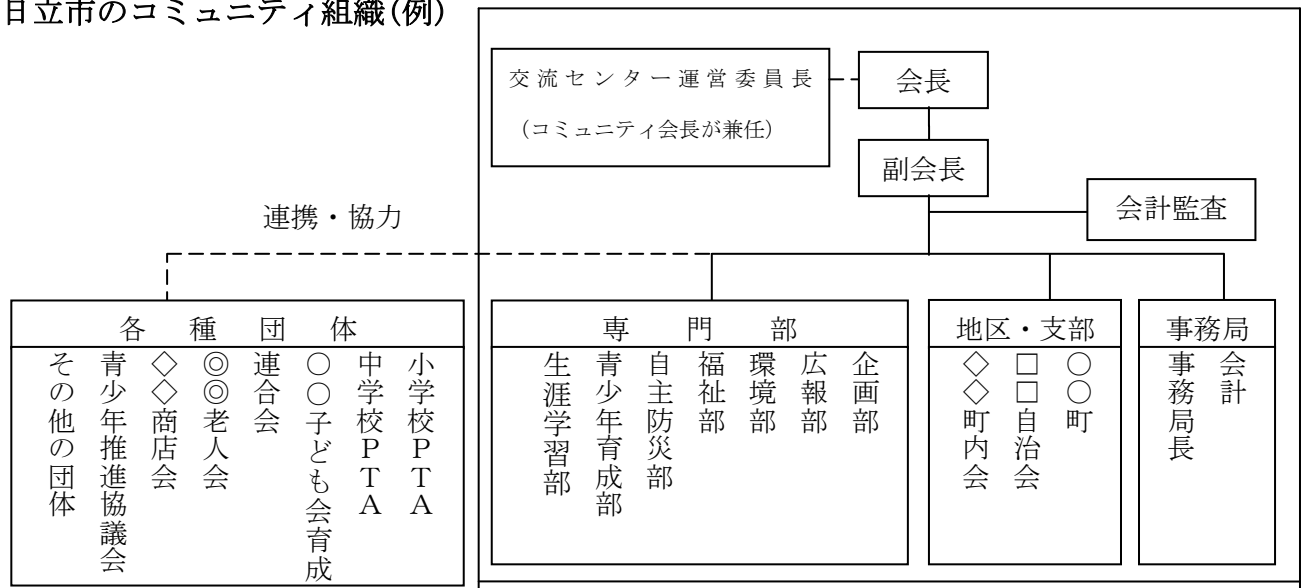 日立市のコミュニティ組織(例)
交流センター運営委員長
(コミュニティ会長が兼任)
会長
副会長
会計監査
連携・協力
各種団体
小学校PTA
中学校PTA
○○子ども会育成
連合会
◎◎老人会
◇◇商店会
青少年推進協議会
その他の団体
専門部
企画部
広報部
環境部
福祉部
自主防災部
青少年育成部
生涯学習部
地区・支部
○○町
□□自治会
◇◇町内会
事務局
会計
事務局長